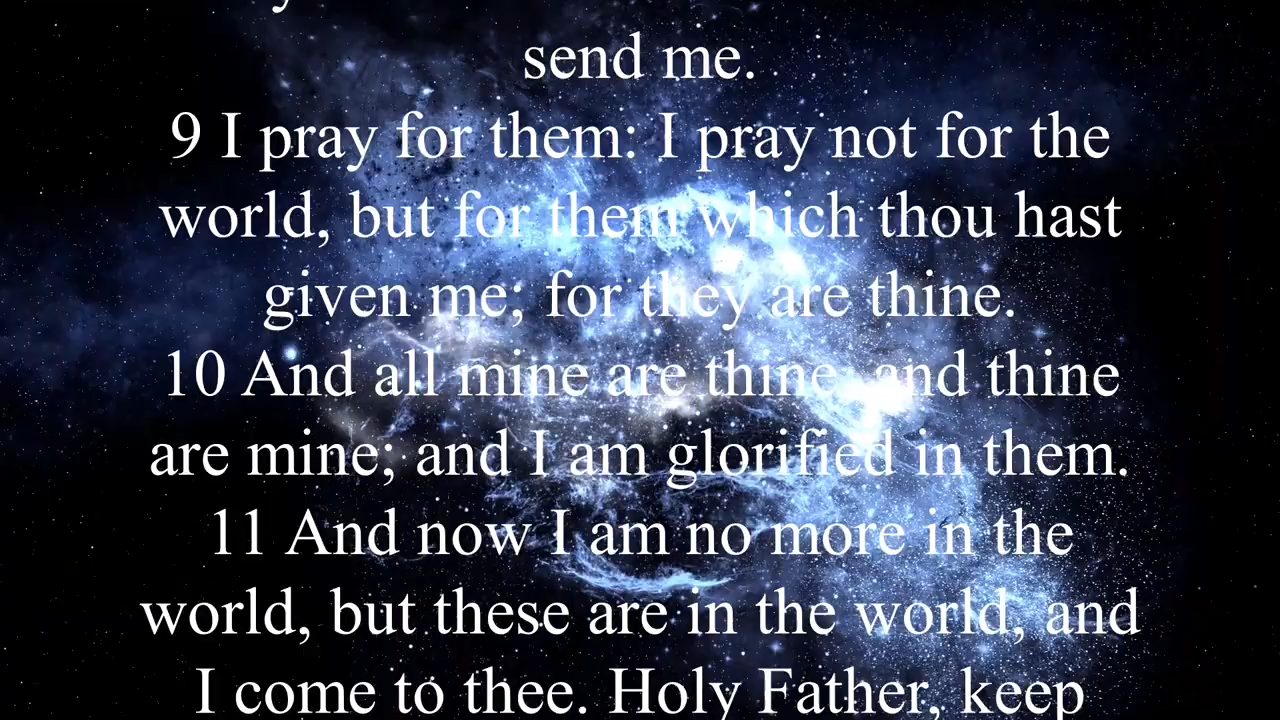 send me.
9 I pray for them: I pray not for the
world, but for them which thou hast
given me; for they are thine.
10 And all mine are thine, and thine
are mine; and I am glorified in them.
11 And now I am no more in the
world, but these are in the world, and
I come to thee. Holy Father, keep